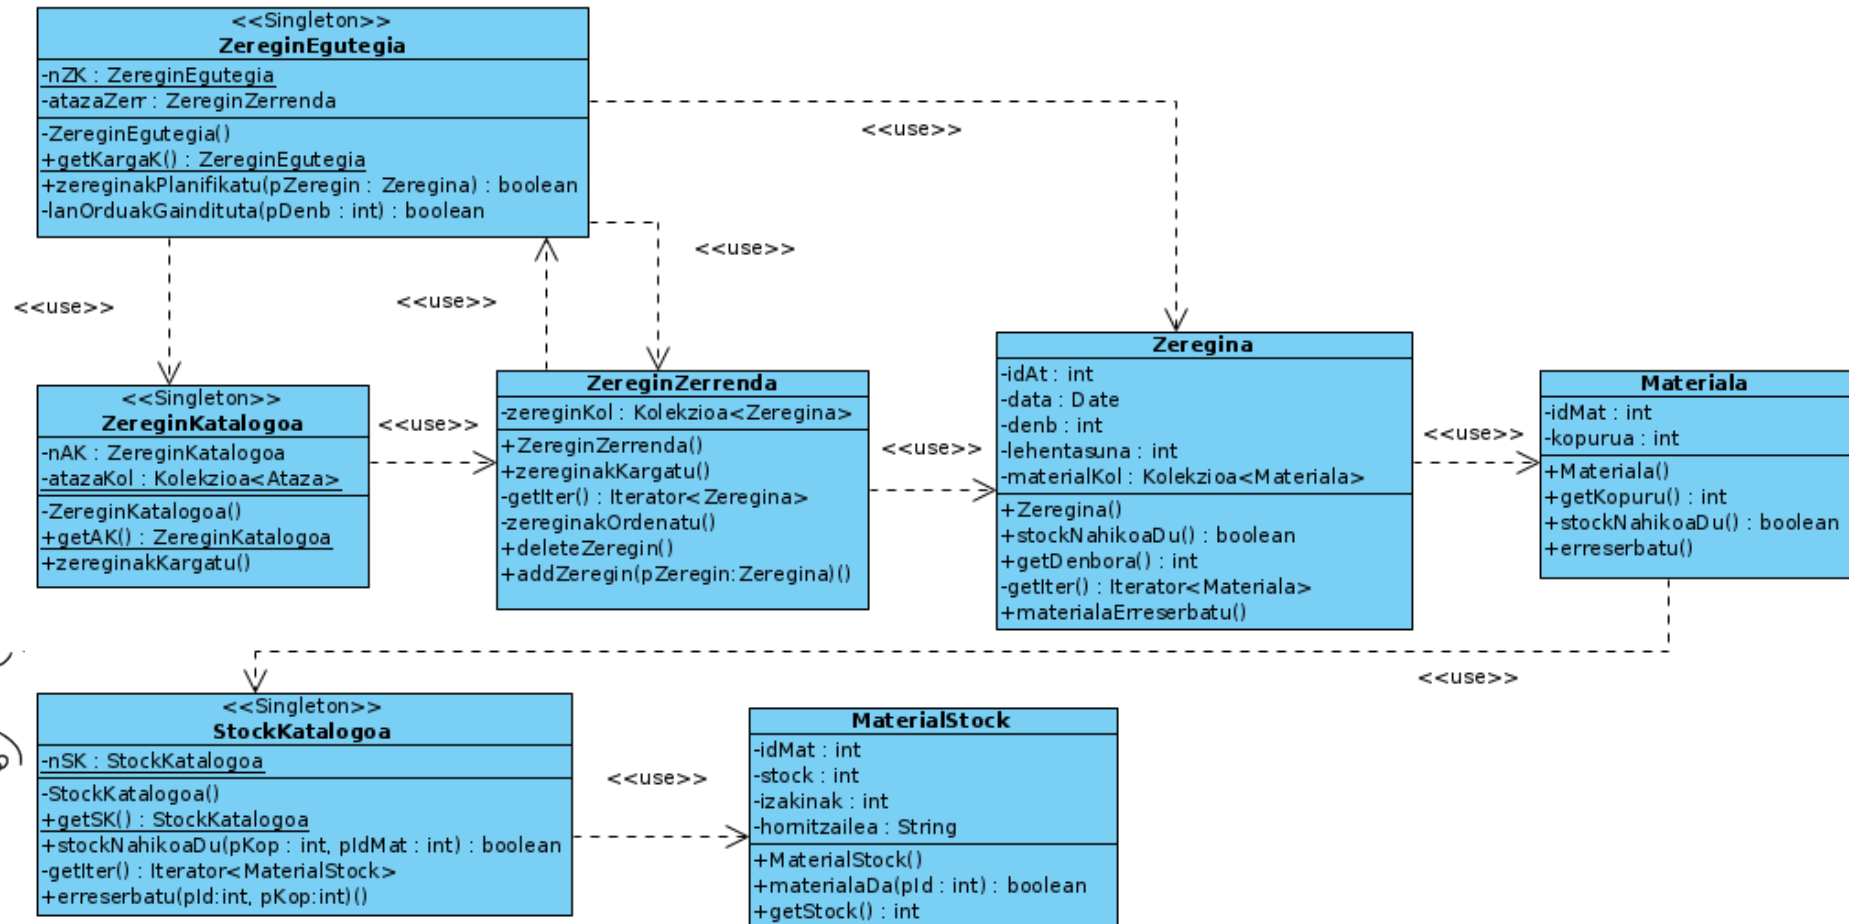 <<Singleton>>
ZereginEgutegia
-nZK : ZereginEgutegia
-atazaZerr : ZereginZerrenda
-ZereginEgutegia()
+getKargaK() : ZereginEgutegia
+zereginakPlanifikatu(pZeregin : Zeregina) : boolean
-lanOrduakGaindituta(pDenb : int) : boolean
<<use>>
<<use>>
<<use>>
<<use>>
<<Singleton>>
ZereginKatalogoa
-nAK : ZereginKatalogoa
-atazaKol : Kolekzioa<Ataza>
-ZereginKatalogoa()
+getAK() : ZereginKatalogoa
+zereginakKargatu()
<<use>>
ZereginZerrenda
-zereginKol : Kolekzioa<Zeregina>
+ZereginZerrenda()
+zereginakKargatu()
-getIter() : Iterator<Zeregina>
-zereginakOrdenatu()
+deleteZeregin()
+addZeregin(pZeregin:Zeregina)()
<<use>>
Zeregina
-idAt : int
-data : Date
-denb : int
-lehentasuna : int
-materialKol : Kolekzioa<Materiala>
+Zeregina()
+stockNahikoaDu() : boolean
+getDenbora() : int
-getIter() : Iterator<Materiala>
+materialaErreserbatu()
<<use>>
Materiala
-idMat : int
-kopurua : int
+Materiala()
+getKopuru() : int
+stockNahikoaDu() : boolean
+erreserbatu()
<<use>>
<<Singleton>>
StockKatalogoa
-nSK : StockKatalogoa
-StockKatalogoa()
+getSK() : StockKatalogoa
+stockNahikoaDu(pKop : int, pIdMat : int) : boolean
-getIter() : Iterator<MaterialStock>
+erreserbatu(pId:int, pKop:int)()
<<use>>
MaterialStock
-idMat : int
-stock : int
-izakinak : int
-hornitzailea : String
+MaterialStock()
+materialaDa(pId : int) : boolean
+getStock() : int